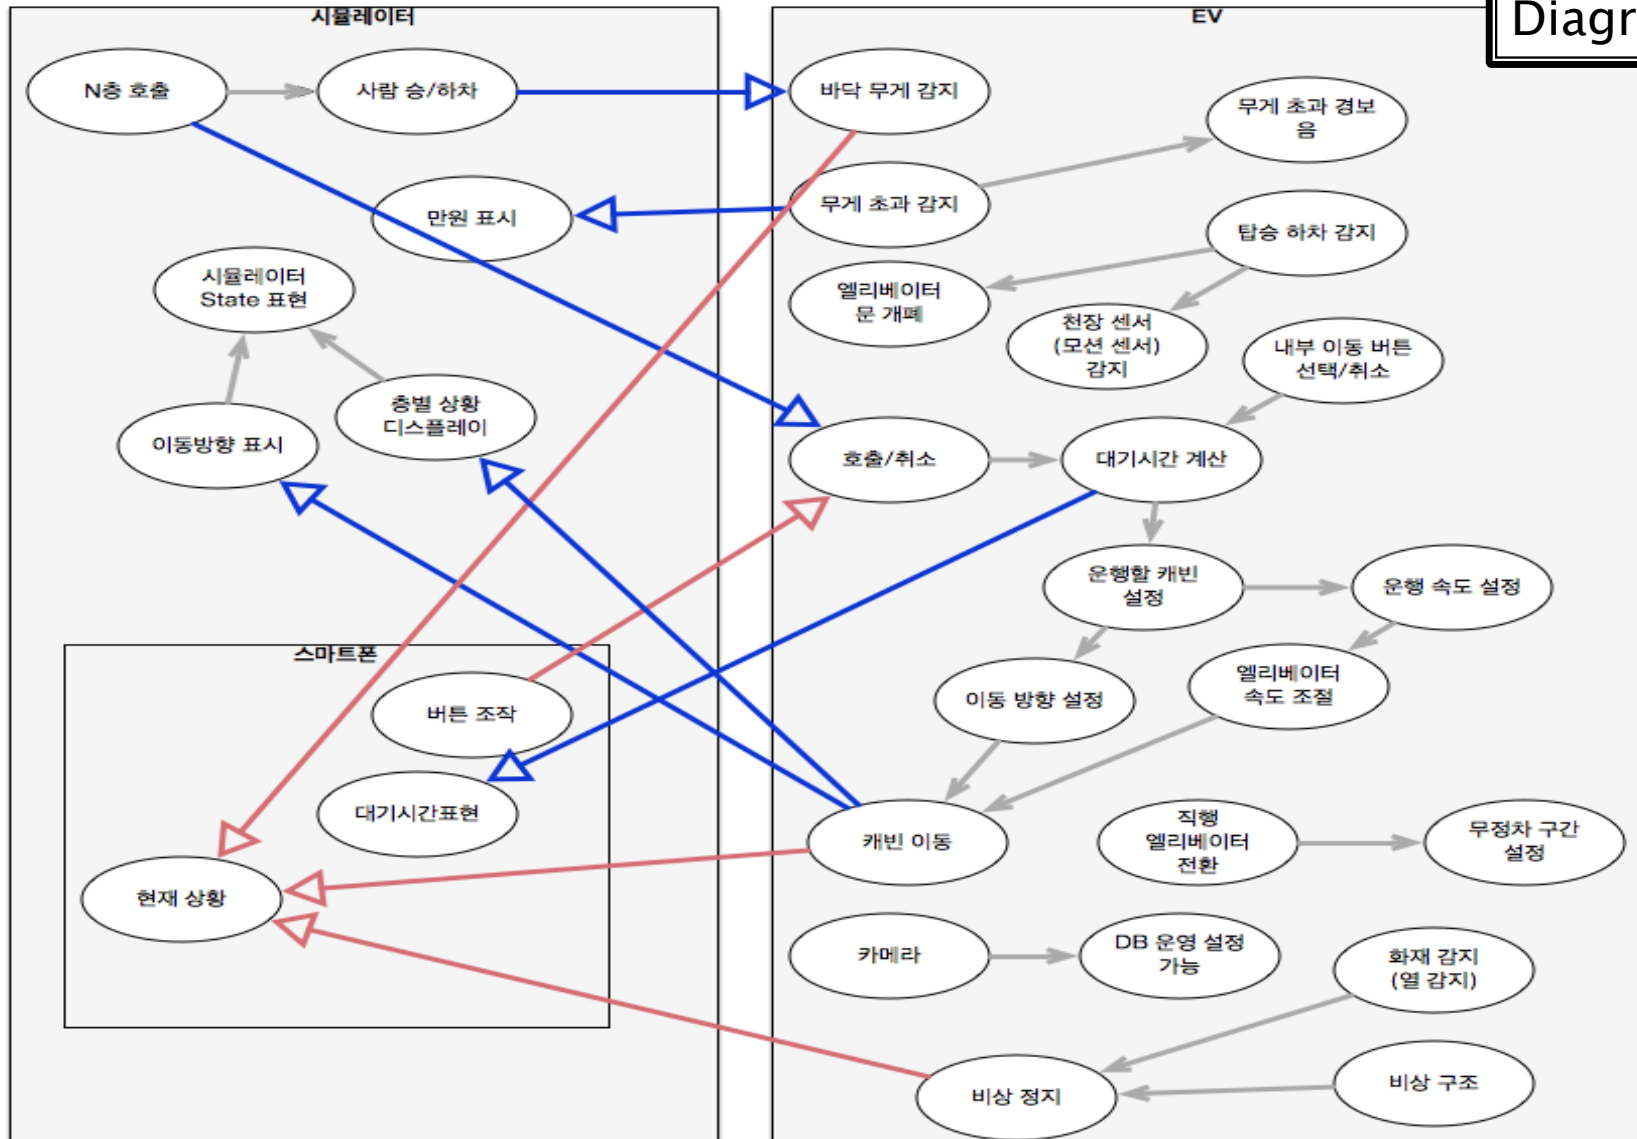 시뮬레이터
EV
Diagr
N층 호출
사람 승/하차
바닥 무게 감지
무게 초과 경보
음
만원 표시
무게 초과 감지
탑승 하차 감지
시뮬레이터
State 표현
엘리베이터
문 개폐
천장 센서
(모션 센서)
감지
내부 이동 버튼
선택/취소
층별 상황
디스플레이
이동방향 표시
호출/취소
대기시간 계산
운행할 캐빈
설정
운행 속도 설정
스마트폰
버튼 조작
이동 방향 설정
엘리베이터
속도 조절
대기시간표현
캐빈 이동
직행
엘리베이터
전환
무정차 구간
설정
현재 상황
카메라
DB 운영 설정
가능
화재 감지
(열 감지)
비상 정지
비상 구조